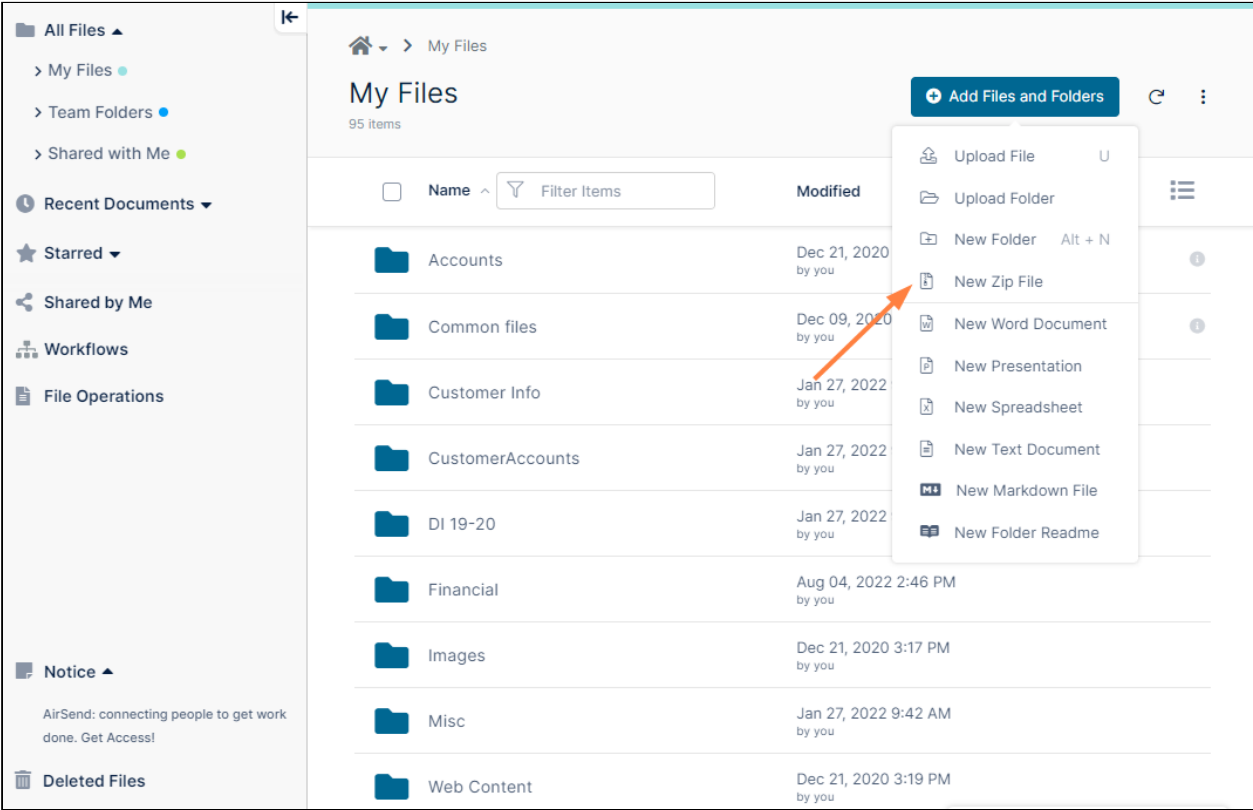 All Files
My Files
Team Folders
Shared with Me
Recent Documents
Starred
Shared by Me
Workflows
File Operations
Notice
AirSend: connecting people to get work
done. Get Access!
Deleted Files
My Files
My Files
95 items
Add Files and Folders
Upload File U
Upload Folder
New Folder Alt + N
New Zip File
New Word Document
New Presentation
New Spreadsheet
New Text Document
New Markdown File
New Folder Readme
Name Filter Items Modified
Accounts Dec 21, 2020
by you
Common files Dec 09, 2020
by you
Customer Info Jan 27, 2022
by you
CustomerAccounts Jan 27, 2022
by you
DI 19-20 Jan 27, 2022
by you
Financial Aug 04, 2022 2:46 PM
by you
Images Dec 21, 2020 3:17 PM
by you
Misc Jan 27, 2022 9:42 AM
by you
Web Content Dec 21, 2020 3:19 PM
by you